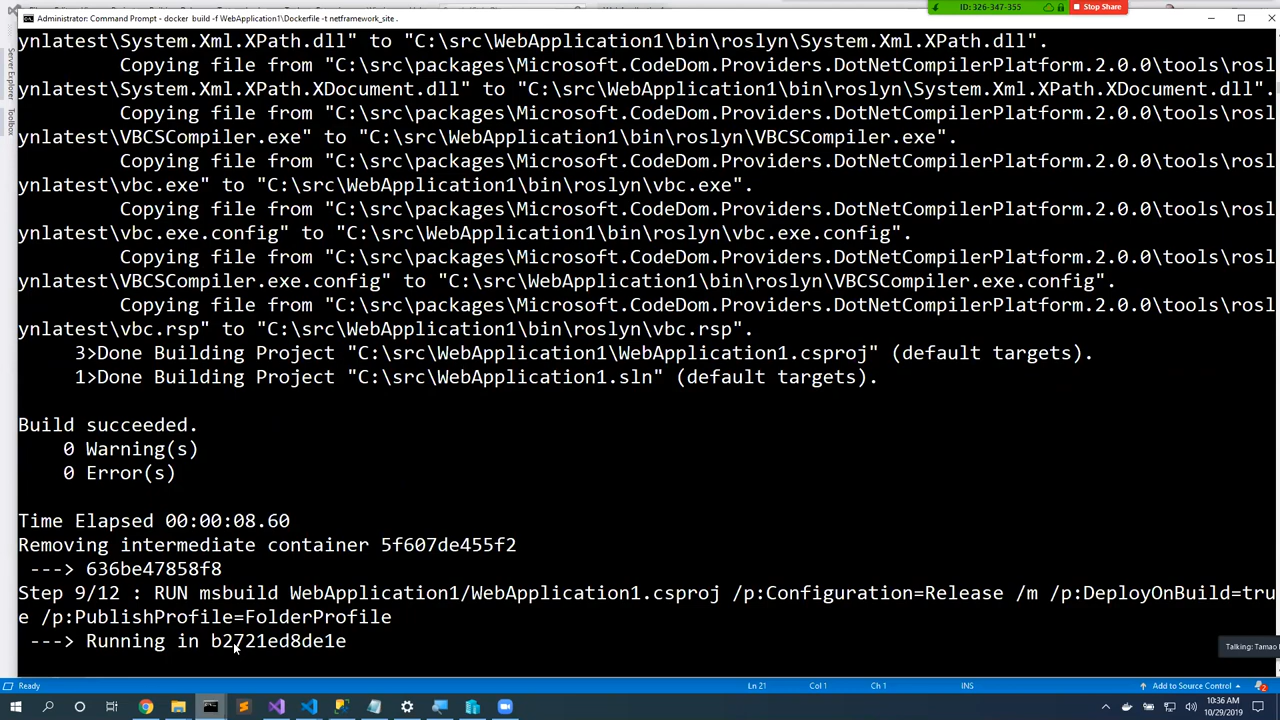 Administrator: Command Prompt - docker build -f WebApplication1\Dockerfile -t netframework_site .
ID: 326-347-355
Stop Share
Server Explorer
Toolbox
ynlatest\System.Xml.XPath.dll" to "C:\src\WebApplication1\bin\roslyn\System.Xml.XPath.dll".
Copying file from "C:\src\packages\Microsoft.CodeDom.Providers.DotNetCompilerPlatform.2.0.0\tools\rosl
ynlatest\System.Xml.XPath.XDocument.dll" to "C:\src\WebApplication1\bin\roslyn\System.Xml.XPath.XDocument.dll".
Copying file from "C:\src\packages\Microsoft.CodeDom.Providers.DotNetCompilerPlatform.2.0.0\tools\rosl
ynlatest\VBCSCompiler.exe" to "C:\src\WebApplication1\bin\roslyn\VBCSCompiler.exe".
Copying file from "C:\src\packages\Microsoft.CodeDom.Providers.DotNetCompilerPlatform.2.0.0\tools\rosl
ynlatest\vbc.exe" to "C:\src\WebApplication1\bin\roslyn\vbc.exe".
Copying file from "C:\src\packages\Microsoft.CodeDom.Providers.DotNetCompilerPlatform.2.0.0\tools\rosl
ynlatest\vbc.exe.config" to "C:\src\WebApplication1\bin\roslyn\vbc.exe.config".
Copying file from "C:\src\packages\Microsoft.CodeDom.Providers.DotNetCompilerPlatform.2.0.0\tools\rosl
ynlatest\VBCSCompiler.exe.config" to "C:\src\WebApplication1\bin\roslyn\VBCSCompiler.exe.config".
Copying file from "C:\src\packages\Microsoft.CodeDom.Providers.DotNetCompilerPlatform.2.0.0\tools\rosl
ynlatest\vbc.rsp" to "C:\src\WebApplication1\bin\roslyn\vbc.rsp".
3>Done Building Project "C:\src\WebApplication1\WebApplication1.csproj" (default targets).
1>Done Building Project "C:\src\WebApplication1.sln" (default targets).
Build succeeded.
0 Warning(s)
0 Error(s)
Time Elapsed 00:00:08.60
Removing intermediate container 5f607de455f2
---> 636be47858f8
Step 9/12 : RUN msbuild WebApplication1/WebApplication1.csproj /p:Configuration=Release /m /p:DeployOnBuild=tru
e /p:PublishProfile=FolderProfile
---> Running in b2721ed8de1e
Talking: Tamao
Ready
Ln 21
Col 1
Ch 1
INS
Add to Source Control
2
10:36 AM
10/29/2019